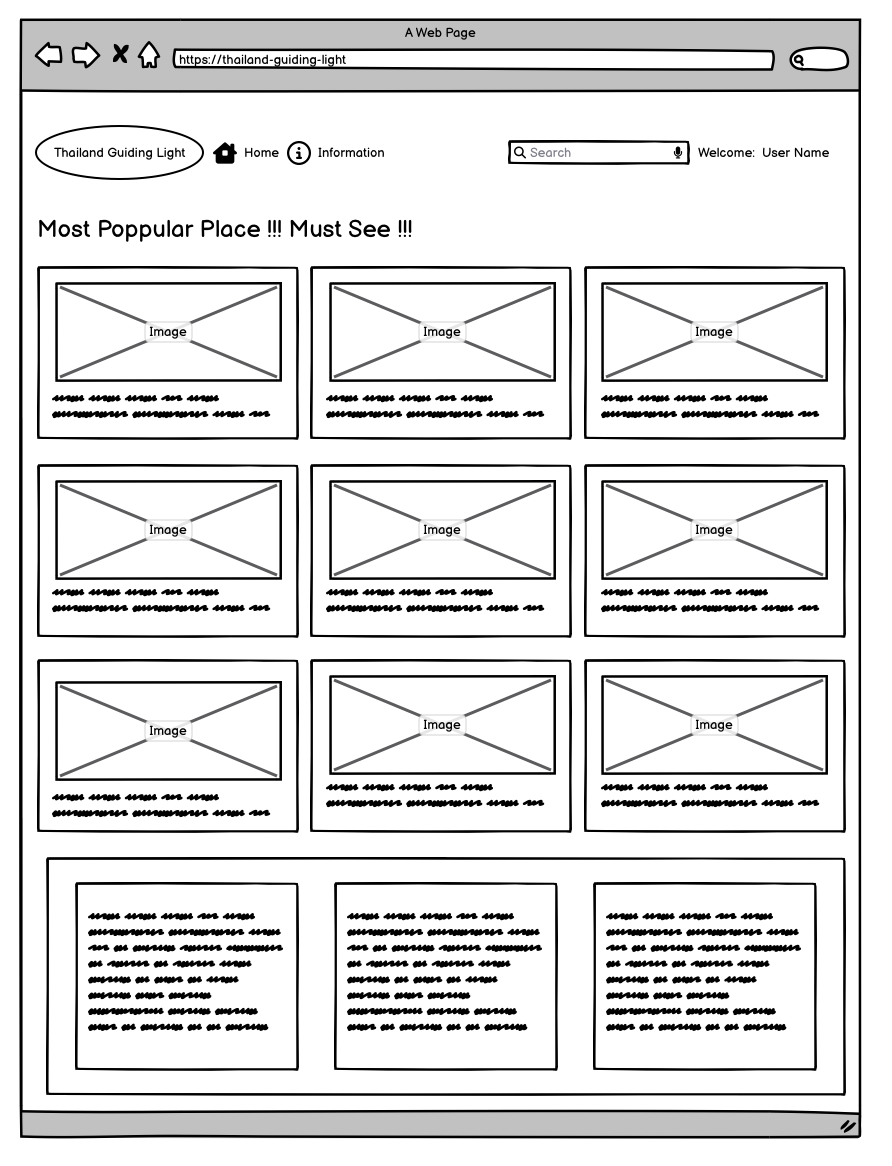 A Web Page
https://thailand-guiding-light
Thailand Guiding Light Home Information Search Welcome: User Name
Most Poppular Place !!! Must See !!!
Image Image Image
Image Image Image
Image Image Image